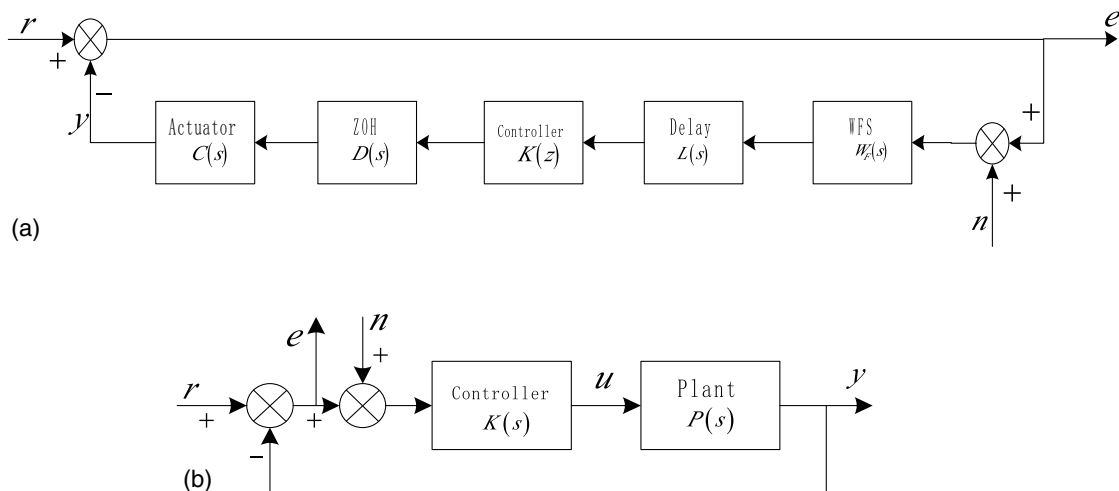 r
+
e
−
y
Actuator
C(s)
ZOH
D(s)
Controller
K(z)
Delay
L(s)
WFS
W_F(s)
+
+
n
(a)
e
n
+
r
+
+
−
Controller
K(s)
u
Plant
P(s)
y
(b)